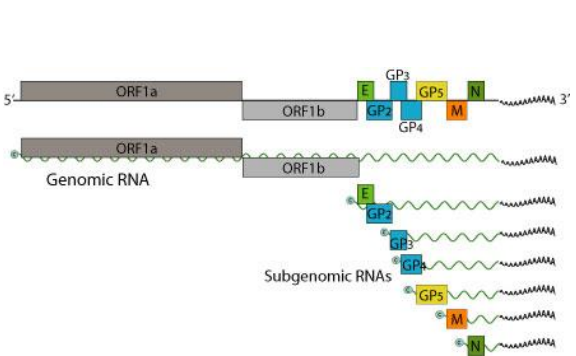 GP3
5' ORF1a E GP5 N 3'
ORF1b GP2 M
GP4
ORF1a
ORF1b
Genomic RNA
E
GP2
GP3
GP4
Subgenomic RNAs
GP5
M
N